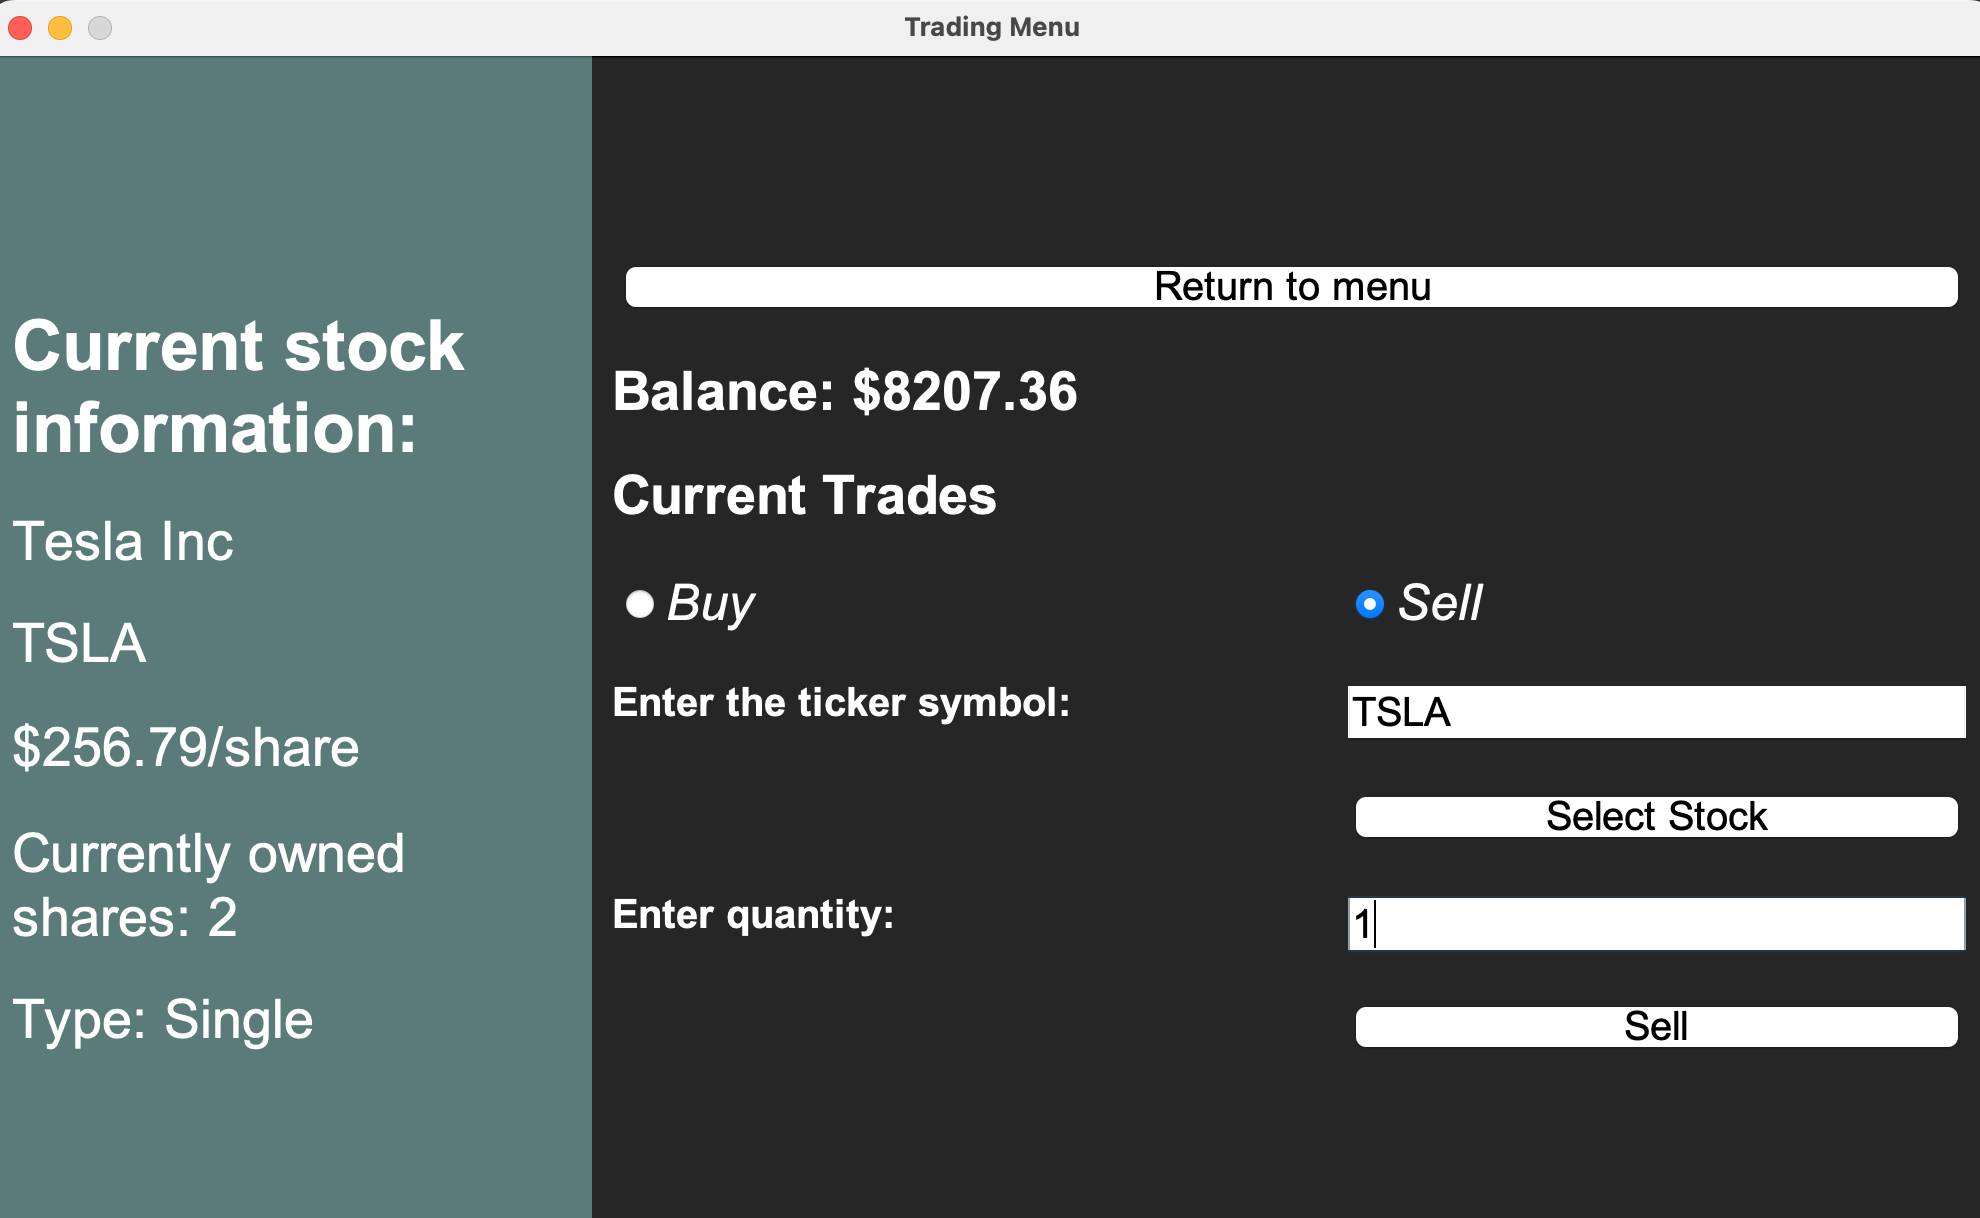 Trading Menu
Current stock
information:
Tesla Inc
TSLA
$256.79/share
Currently owned
shares: 2
Type: Single
Return to menu
Balance: $8207.36
Current Trades
Buy
Sell
Enter the ticker symbol:
TSLA
Select Stock
Enter quantity:
1
Sell